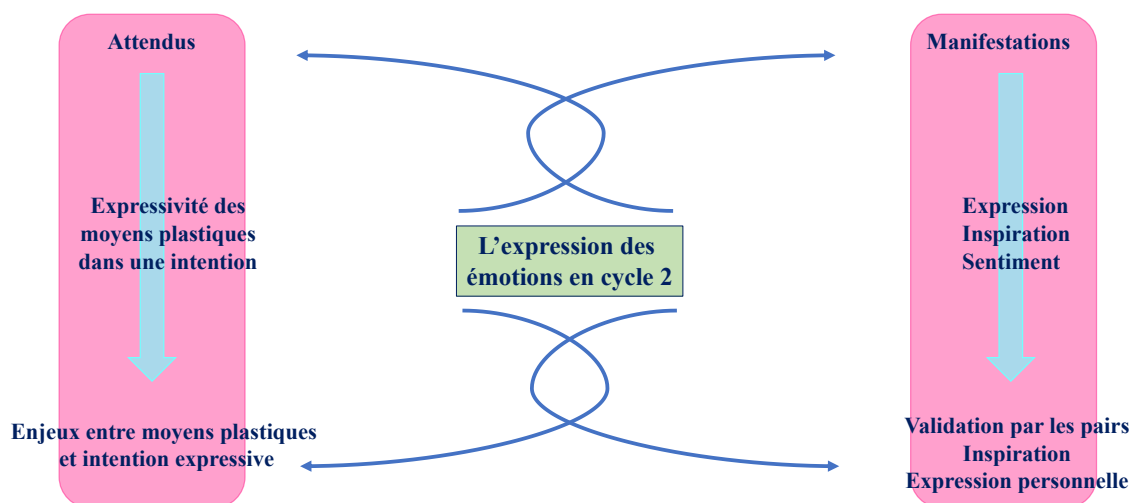 Attendus
Expressivité des
moyens plastiques
dans une intention
Enjeux entre moyens plastiques
et intention expressive
L’expression des
émotions en cycle 2
Manifestations
Expression
Inspiration
Sentiment
Validation par les pairs
Inspiration
Expression personnelle